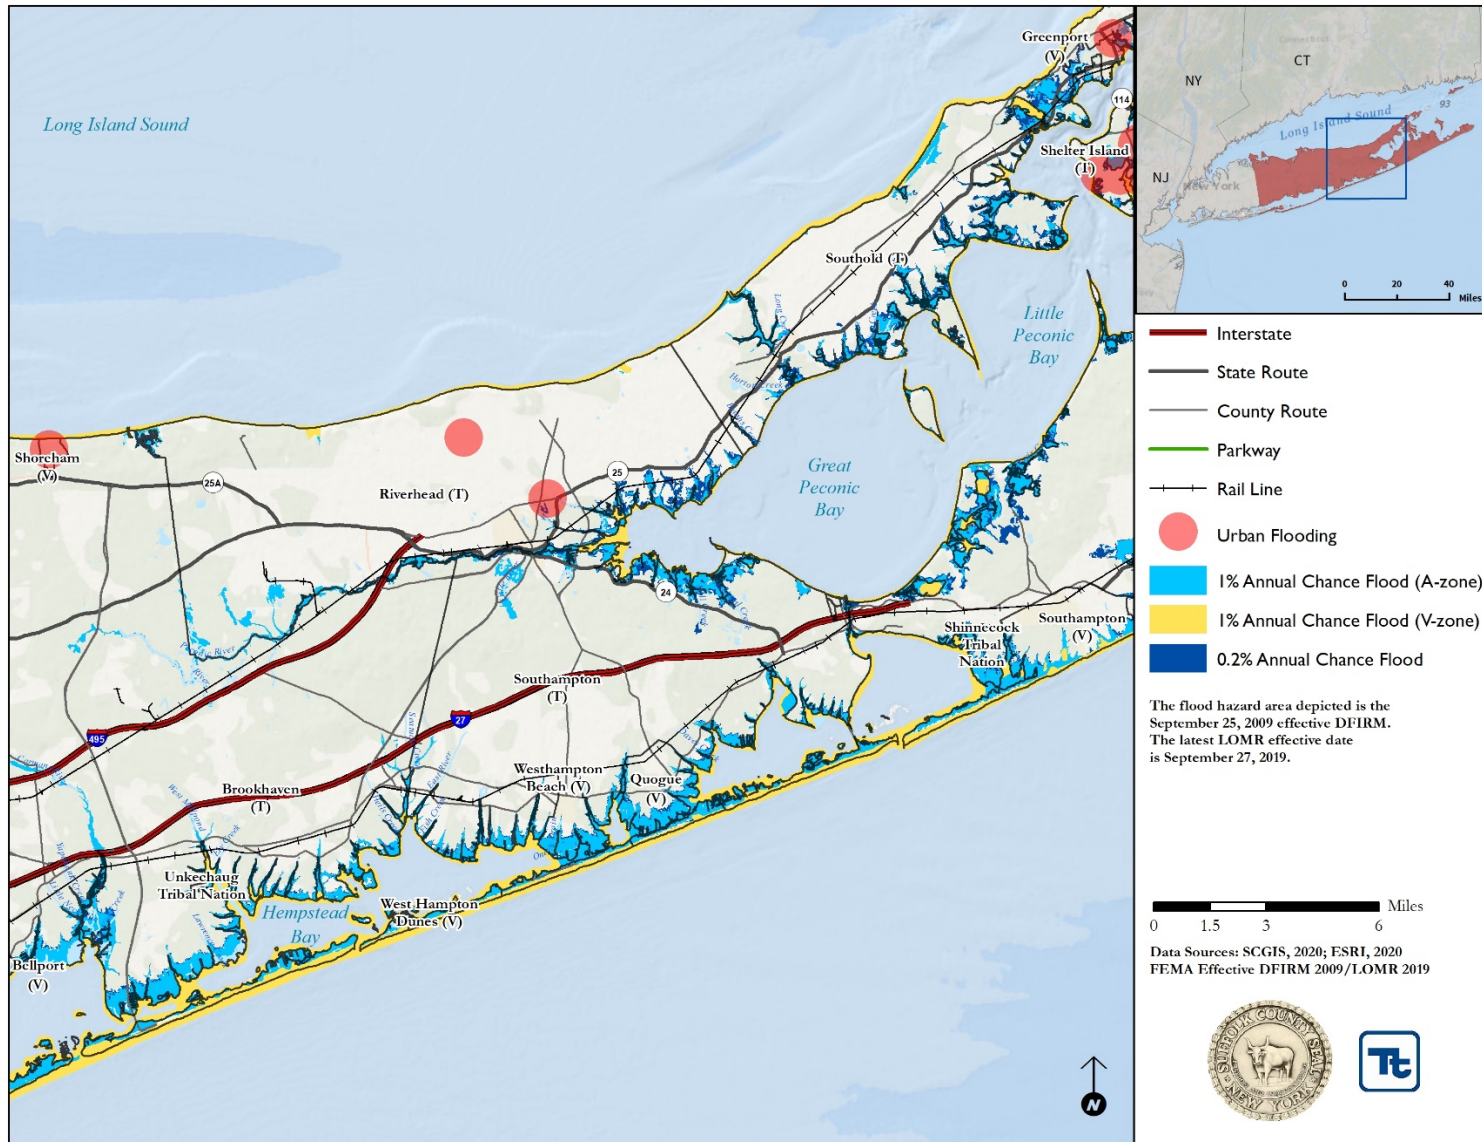 Greenport
(V)
Long Island Sound
114
Shelter Island
(T)
Southold (T)
Little
Peconic
Bay
Great
Peconic
Bay
Shoreham
(V)
25A
Riverhead (T)
25
24
Shinnecock
Tribal
Nation
Southampton
(V)
Southampton
(T)
27
495
Brookhaven
(T)
Westhampton
Beach (V)
Quogue
(V)
Unkechaug
Tribal Nation
West Hampton
Dunes (V)
Hempstead
Bay
Bellport
(V)
N
NY
CT
NJ
Connecticut
Long Island Sound
93
New York
0 20 40
Miles
Interstate
State Route
County Route
Parkway
Rail Line
Urban Flooding
1% Annual Chance Flood (A-zone)
1% Annual Chance Flood (V-zone)
0.2% Annual Chance Flood
The flood hazard area depicted is the
September 25, 2009 effective DFIRM.
The latest LOMR effective date
is September 27, 2019.
Miles
0 1.5 3 6
Data Sources: SCGIS, 2020; ESRI, 2020
FEMA Effective DFIRM 2009/LOMR 2019
SUFFOLK COUNTY SEAL
NEW YORK
Tt